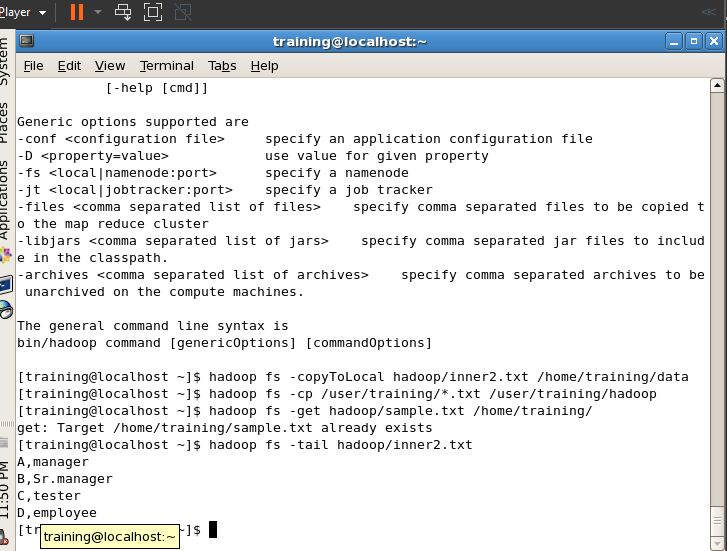 Player
training@localhost:~
File Edit View Terminal Tabs Help
[-help [cmd]]
Generic options supported are
-conf <configuration file>     specify an application configuration file
-D <property=value>            use value for given property
-fs <local|namenode:port>      specify a namenode
-jt <local|jobtracker:port>    specify a job tracker
-files <comma separated list of files>    specify comma separated files to be copied t
o the map reduce cluster
-libjars <comma separated list of jars>    specify comma separated jar files to includ
e in the classpath.
-archives <comma separated list of archives>    specify comma separated archives to be
 unarchived on the compute machines.
The general command line syntax is
bin/hadoop command [genericOptions] [commandOptions]
[training@localhost ~]$ hadoop fs -copyToLocal hadoop/inner2.txt /home/training/data
[training@localhost ~]$ hadoop fs -cp /user/training/*.txt /user/training/hadoop
[training@localhost ~]$ hadoop fs -get hadoop/sample.txt /home/training/
get: Target /home/training/sample.txt already exists
[training@localhost ~]$ hadoop fs -tail hadoop/inner2.txt
A,manager
B,Sr.manager
C,tester
D,employee
[tr ~]$
training@localhost:~
System
Places
Applications
11:50 PM